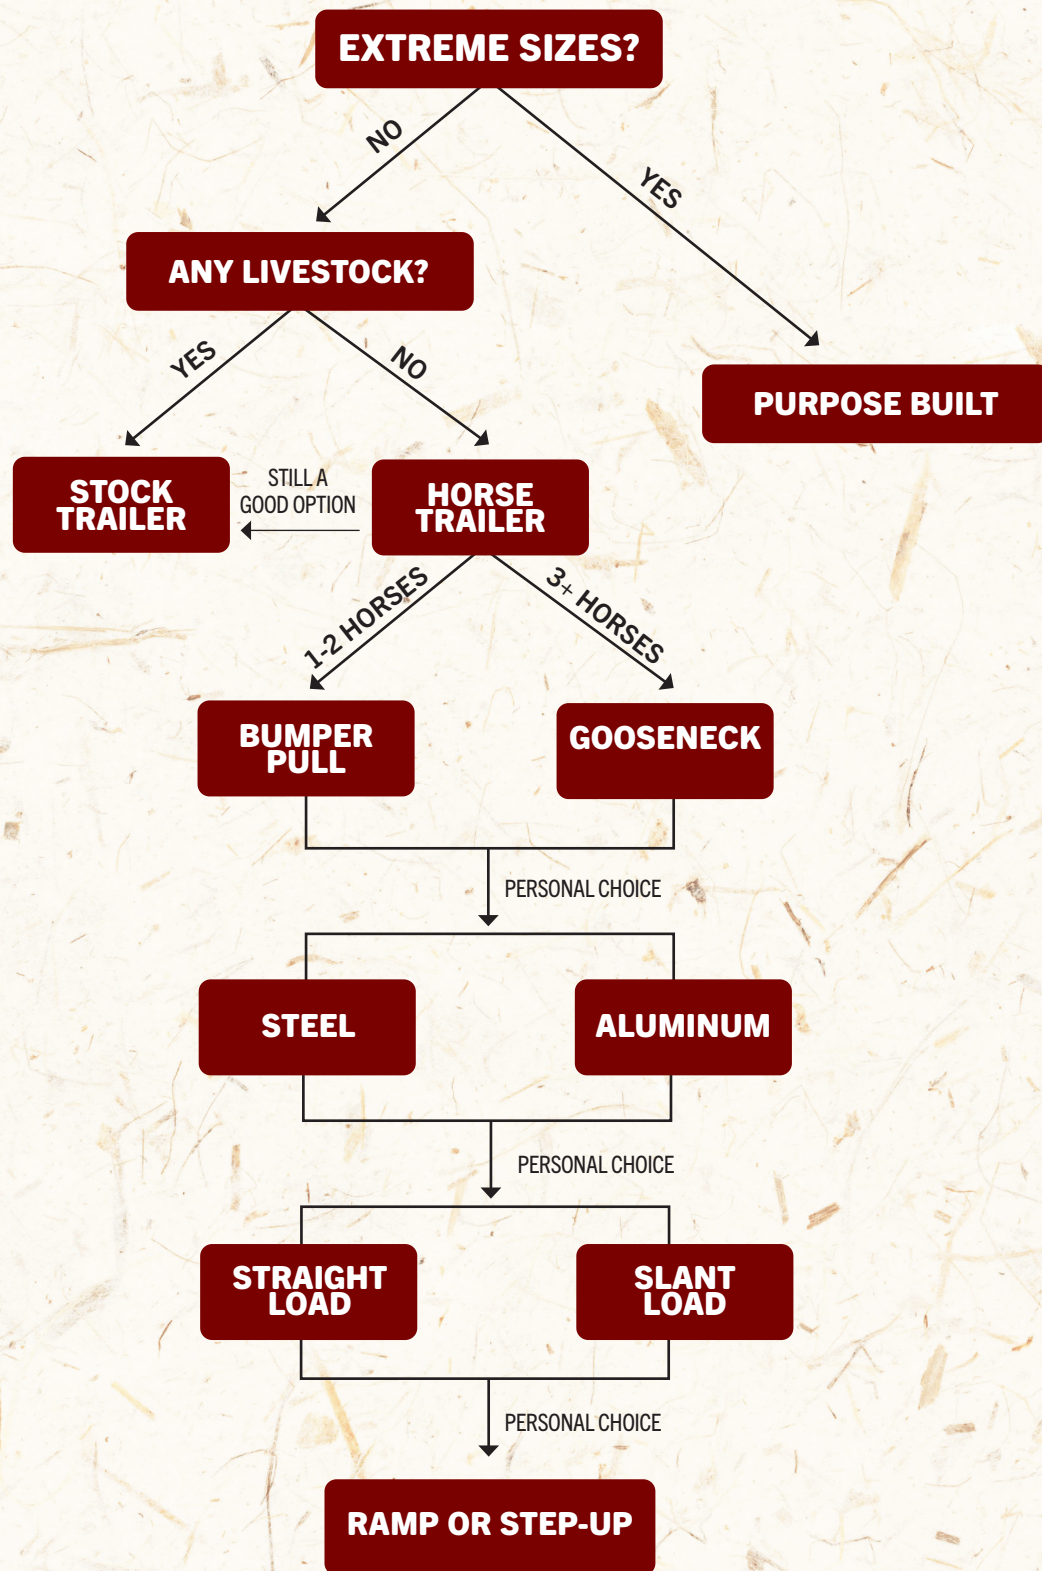 EXTREME SIZES?
NO
YES
ANY LIVESTOCK?
YES
NO
PURPOSE BUILT
STOCK
TRAILER
STILL A
GOOD OPTION
HORSE
TRAILER
1-2 HORSES
3+ HORSES
BUMPER
PULL
GOOSENECK
PERSONAL CHOICE
STEEL
ALUMINUM
PERSONAL CHOICE
STRAIGHT
LOAD
SLANT
LOAD
PERSONAL CHOICE
RAMP OR STEP-UP